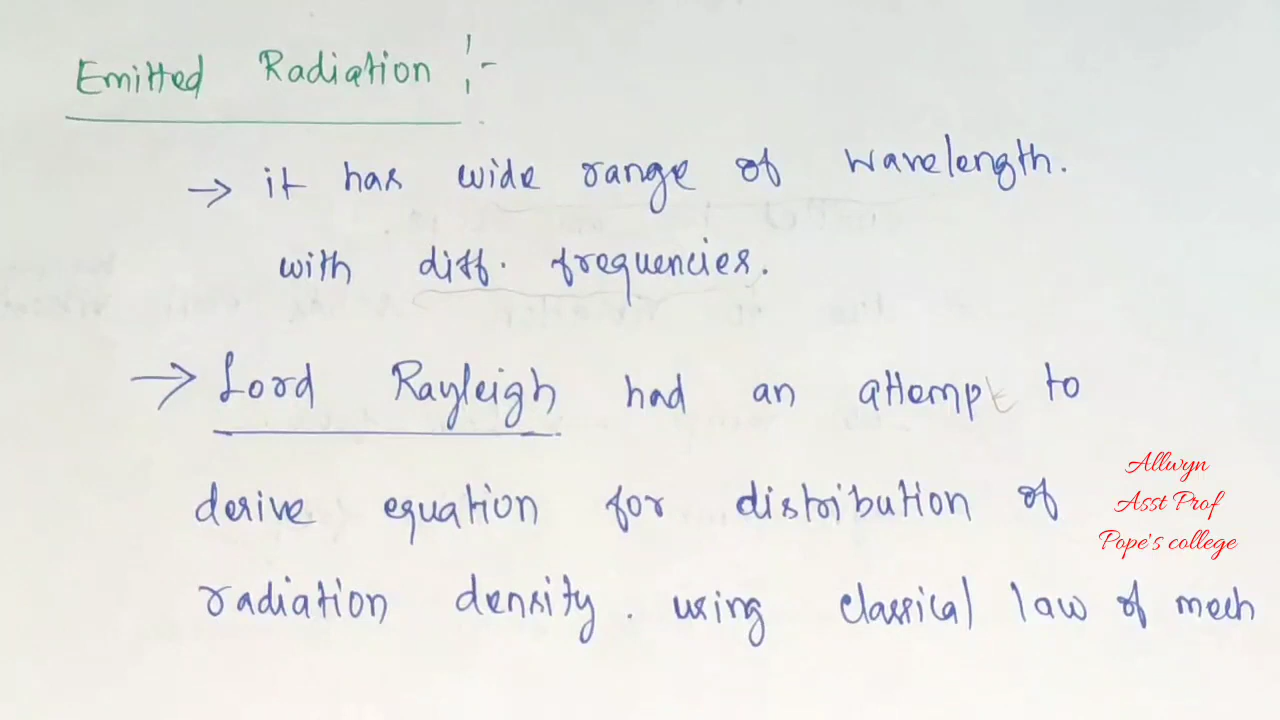 Emitted Radiation :-
→ it has wide range of wavelength.
with diff. frequencies.
→ Lord Rayleigh had an attempt to
derive equation for distribution of
radiation density. using classical law of mech
Allwyn
Asst Prof
Pope's college